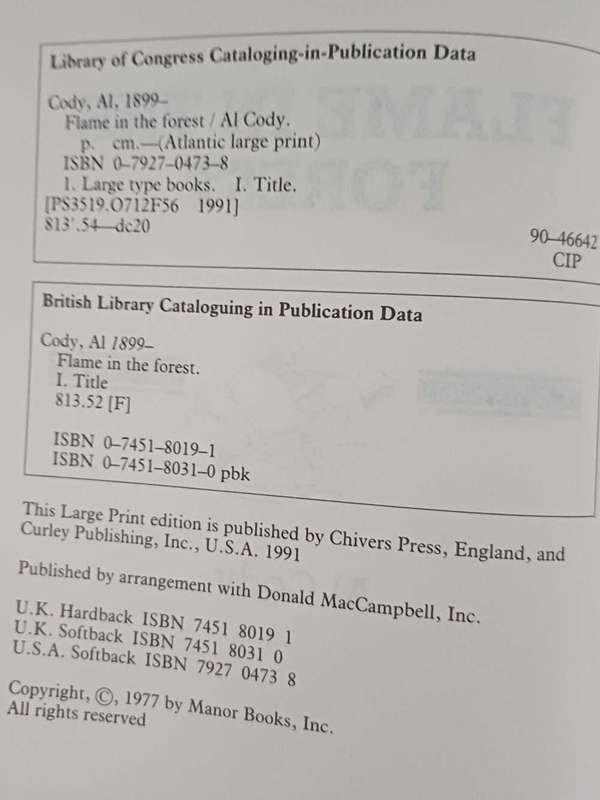 Library of Congress Cataloging-in-Publication Data
Cody, Al, 1899–
Flame in the forest / Al Cody.
p. cm.—(Atlantic large print)
ISBN 0–7927–0473–8
1. Large type books. I. Title.
[PS3519.O712F56 1991]
813'.54—dc20
90–46642
CIP
British Library Cataloguing in Publication Data
Cody, Al 1899–
Flame in the forest.
I. Title
813.52 [F]
ISBN 0–7451–8019–1
ISBN 0–7451–8031–0 pbk
This Large Print edition is published by Chivers Press, England, and
Curley Publishing, Inc., U.S.A. 1991
Published by arrangement with Donald MacCampbell, Inc.
U.K. Hardback ISBN 7451 8019 1
U.K. Softback ISBN 7451 8031 0
U.S.A. Softback ISBN 7927 0473 8
Copyright, ©, 1977 by Manor Books, Inc.
All rights reserved